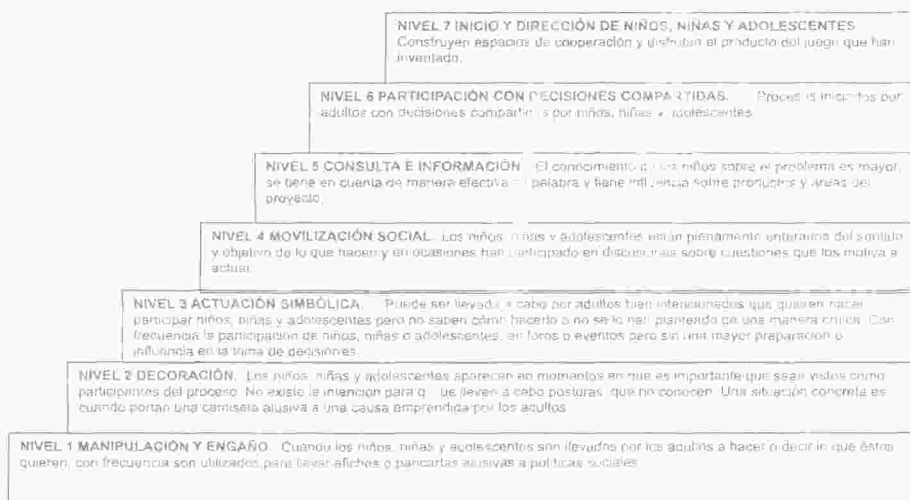 NIVEL 7 INICIO Y DIRECCIÓN DE NIÑOS, NIÑAS Y ADOLESCENTES
Construyen espacios de cooperación y disfrutan el producto del juego que han
inventado.
NIVEL 6 PARTICIPACIÓN CON DECISIONES COMPARTIDAS. Procesos iniciados por
adultos con decisiones compartidas por niños, niñas y adolescentes
NIVEL 5 CONSULTA E INFORMACIÓN El conocimiento de los niños sobre el problema es mayor,
se tiene en cuenta de manera efectiva palabra y tiene influencia sobre productos y áreas del
proyecto.
NIVEL 4 MOVILIZACIÓN SOCIAL. Los niños, niñas y adolescentes están plenamente enterados del sentido
y objetivo de lo que hacen y en ocasiones han participado en discusiones sobre cuestiones que los motiva a
actuar.
NIVEL 3 ACTUACIÓN SIMBÓLICA. Puede ser llevada a cabo por adultos bien intencionados que quieren hacer
participar niños, niñas y adolescentes pero no saben cómo hacerlo o no se lo han planteado de una manera crítica. Con
frecuencia la participación de niños, niñas o adolescentes, en foros o eventos pero sin una mayor preparación o
influencia en la toma de decisiones
NIVEL 2 DECORACIÓN. Los niños, niñas y adolescentes aparecen en momentos en que es importante que sean vistos como
participantes del proceso. No existe la intención para que lleven a cabo posturas que no conocen. Una situación concreta es
cuando portan una camiseta alusiva a una causa emprendida por los adultos
NIVEL 1 MANIPULACIÓN Y ENGAÑO. Cuando los niños, niñas y adolescentes son llevados por los adultos a hacer o decir lo que éstos
quieren, con frecuencia son utilizados para llevar afiches o pancartas alusivas a políticas sociales